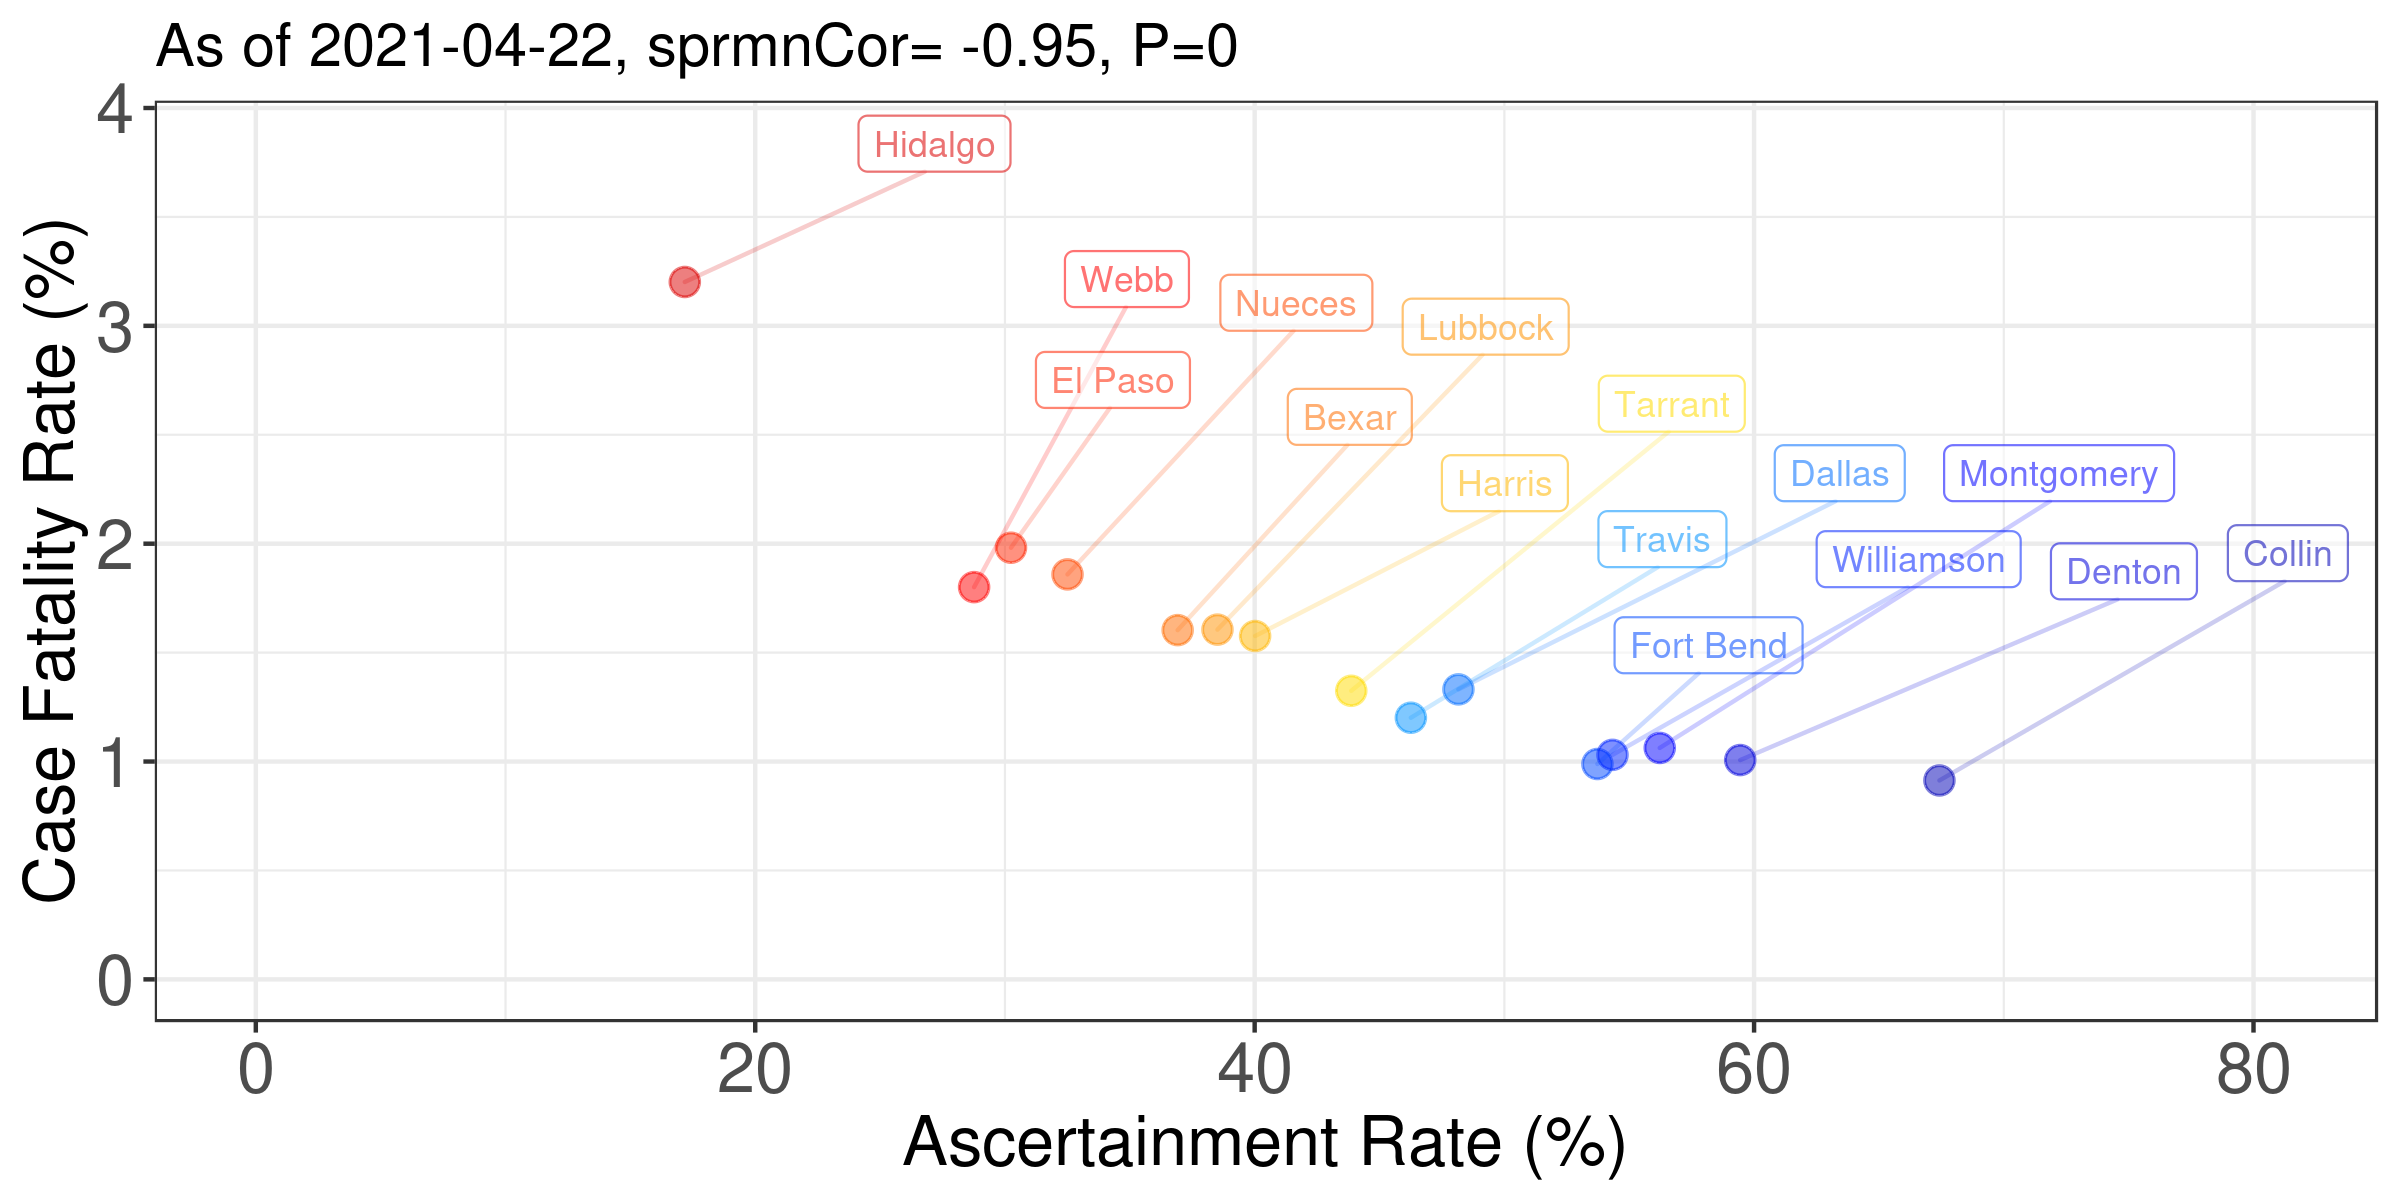 As of 2021-04-22, sprmnCor= -0.95, P=0
Case Fatality Rate (%)
4
3
2
1
0
Hidalgo
Webb
Nueces
Lubbock
El Paso
Bexar
Tarrant
Harris
Dallas
Montgomery
Travis
Williamson
Denton
Collin
Fort Bend
0 20 40 60 80
Ascertainment Rate (%)